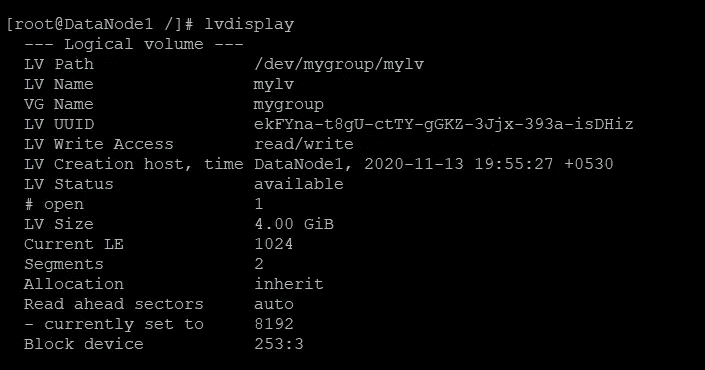 [root@DataNode1 /]# lvdisplay
  --- Logical volume ---
  LV Path                /dev/mygroup/mylv
  LV Name                mylv
  VG Name                mygroup
  LV UUID                ekFYna-t8gU-ctTY-gGKZ-3Jjx-393a-isDHiz
  LV Write Access        read/write
  LV Creation host, time DataNode1, 2020-11-13 19:55:27 +0530
  LV Status              available
  # open                 1
  LV Size                4.00 GiB
  Current LE             1024
  Segments               2
  Allocation             inherit
  Read ahead sectors     auto
  - currently set to     8192
  Block device           253:3